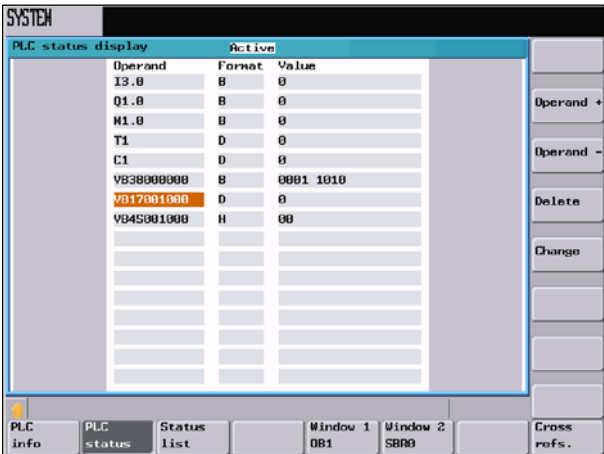 SYSTEM
PLC status display Active
Operand Format Value
I3.0 B 0
Q1.0 B 0
M1.0 B 0
T1 D 0
C1 D 0
VB38000000 B 0001 1010
VB17001000 D 0
VB45001000 H 00
Operand +
Operand -
Delete
Change
PLC info
PLC status
Status list
Window 1 OB1
Window 2 SBR0
Cross refs.